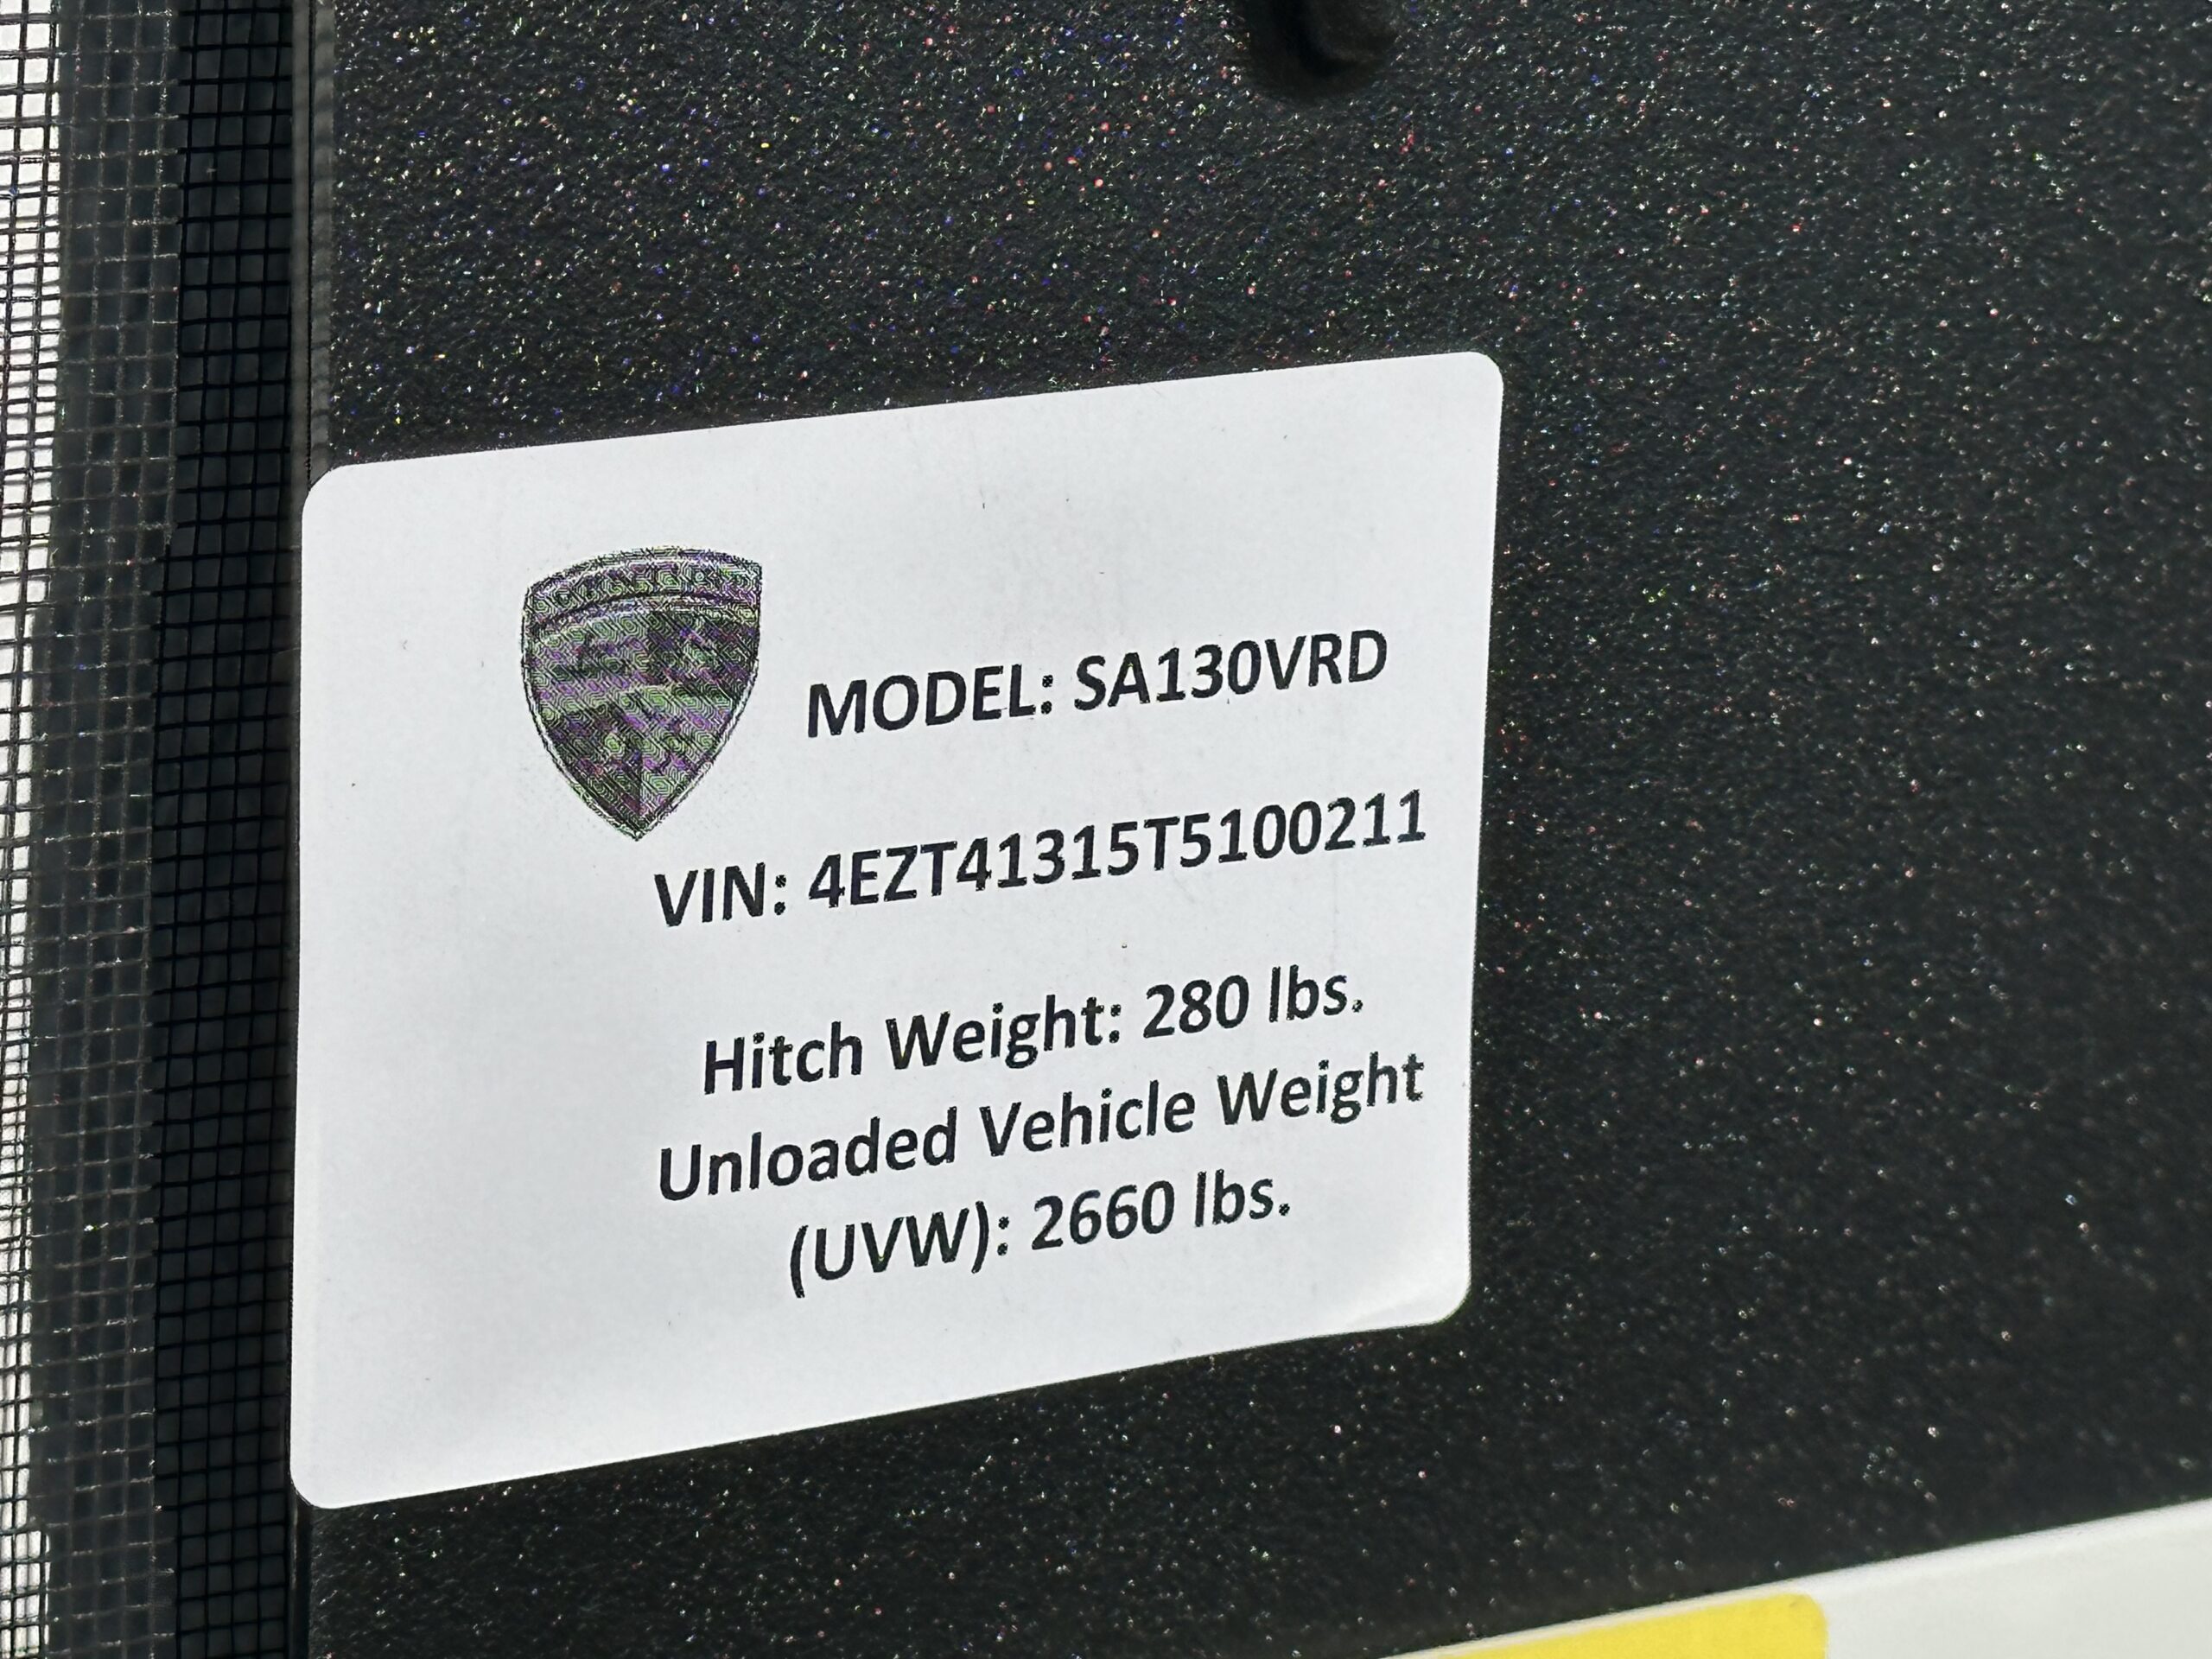 MODEL: SA130VRD
VIN: 4EZT41315T5100211
Hitch Weight: 280 lbs.
Unloaded Vehicle Weight
(UVW): 2660 lbs.